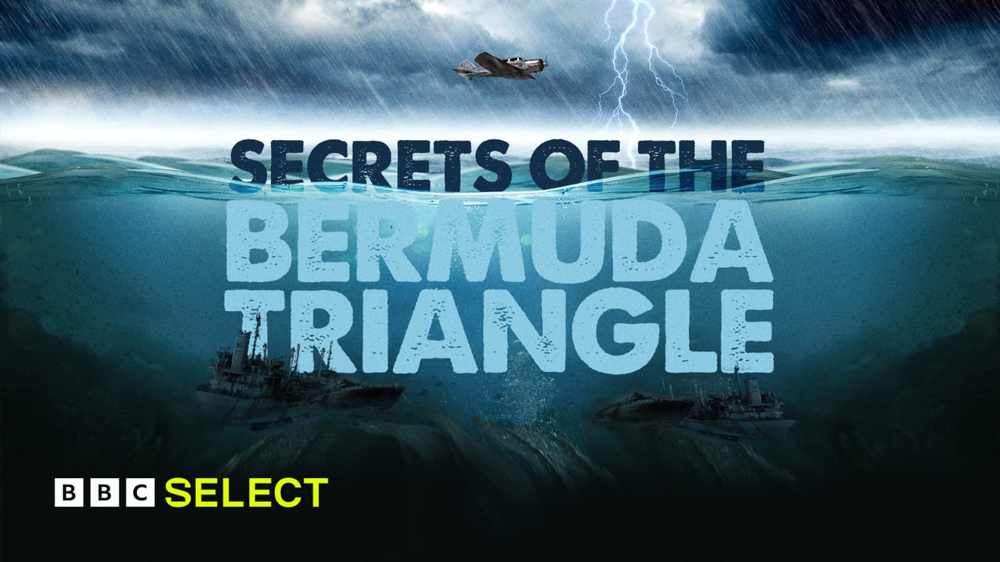 SECRETS OF THE
BERMUDA
TRIANGLE
BBC SELECT